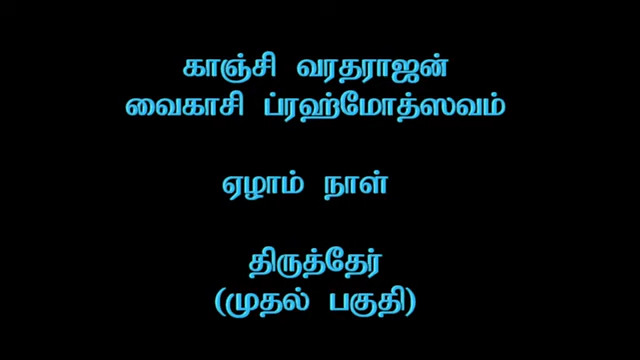 காஞ்சி வரதராஜன்
வைகாசி ப்ரஹ்மோத்ஸவம்
ஏழாம் நாள்
திருத்தேர்
(முதல் பகுதி)